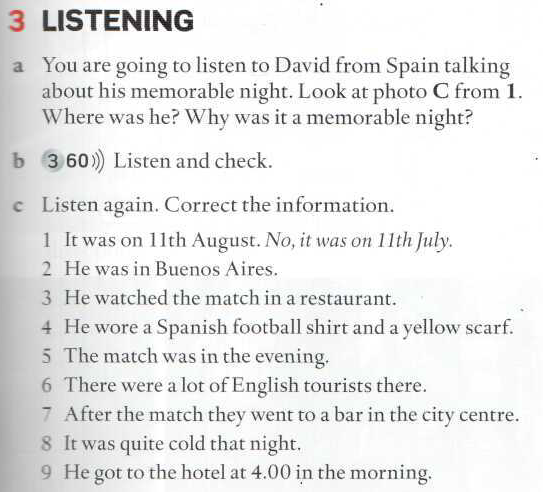 3 LISTENING
a You are going to listen to David from Spain talking
about his memorable night. Look at photo C from 1.
Where was he? Why was it a memorable night?
b 3 60))) Listen and check.
c Listen again. Correct the information.
1 It was on 11th August. No, it was on 11th July.
2 He was in Buenos Aires.
3 He watched the match in a restaurant.
4 He wore a Spanish football shirt and a yellow scarf.
5 The match was in the evening.
6 There were a lot of English tourists there.
7 After the match they went to a bar in the city centre.
8 It was quite cold that night.
9 He got to the hotel at 4.00 in the morning.